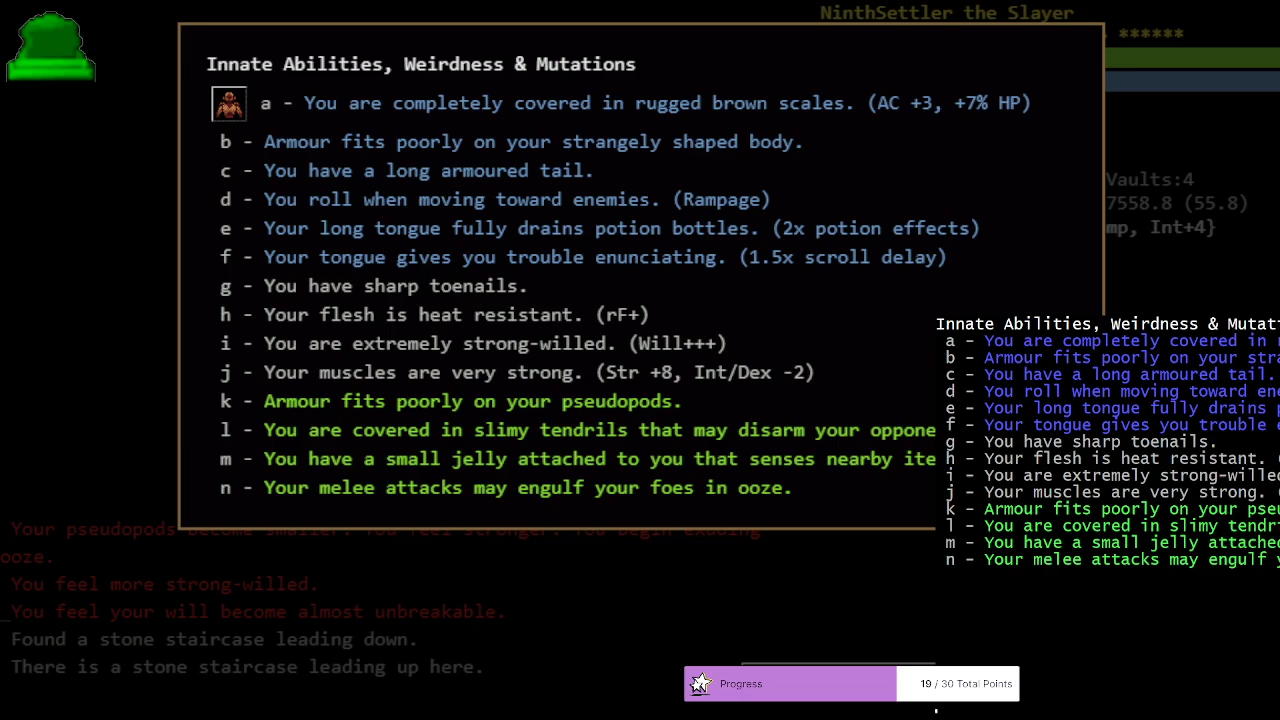 NinthSettler the Slayer
******
Innate Abilities, Weirdness & Mutations
a - You are completely covered in rugged brown scales. (AC +3, +7% HP)
b - Armour fits poorly on your strangely shaped body.
c - You have a long armoured tail.
d - You roll when moving toward enemies. (Rampage)
e - Your long tongue fully drains potion bottles. (2x potion effects)
f - Your tongue gives you trouble enunciating. (1.5x scroll delay)
g - You have sharp toenails.
h - Your flesh is heat resistant. (rF+)
i - You are extremely strong-willed. (Will+++)
j - Your muscles are very strong. (Str +8, Int/Dex -2)
k - Armour fits poorly on your pseudopods.
l - You are covered in slimy tendrils that may disarm your oppone
m - You have a small jelly attached to you that senses nearby ite
n - Your melee attacks may engulf your foes in ooze.
Vaults:4
7558.8 (55.8)
mp, Int+4}
Innate Abilities, Weirdness & Mutat
a - You are completely covered in
b - Armour fits poorly on your stra
c - You have a long armoured tail.
d - You roll when moving toward ene
e - Your long tongue fully drains
f - Your tongue gives you trouble
g - You have sharp toenails.
h - Your flesh is heat resistant. (
i - You are extremely strong-willed
j - Your muscles are very strong. (
k - Armour fits poorly on your pseu
l - You are covered in slimy tendri
m - You have a small jelly attached
n - Your melee attacks may engulf y
Your pseudopods become smaller. You feel stronger. You begin exuding
ooze.
You feel more strong-willed.
_You feel your will become almost unbreakable.
Found a stone staircase leading down.
There is a stone staircase leading up here.
Progress
19 / 30 Total Points